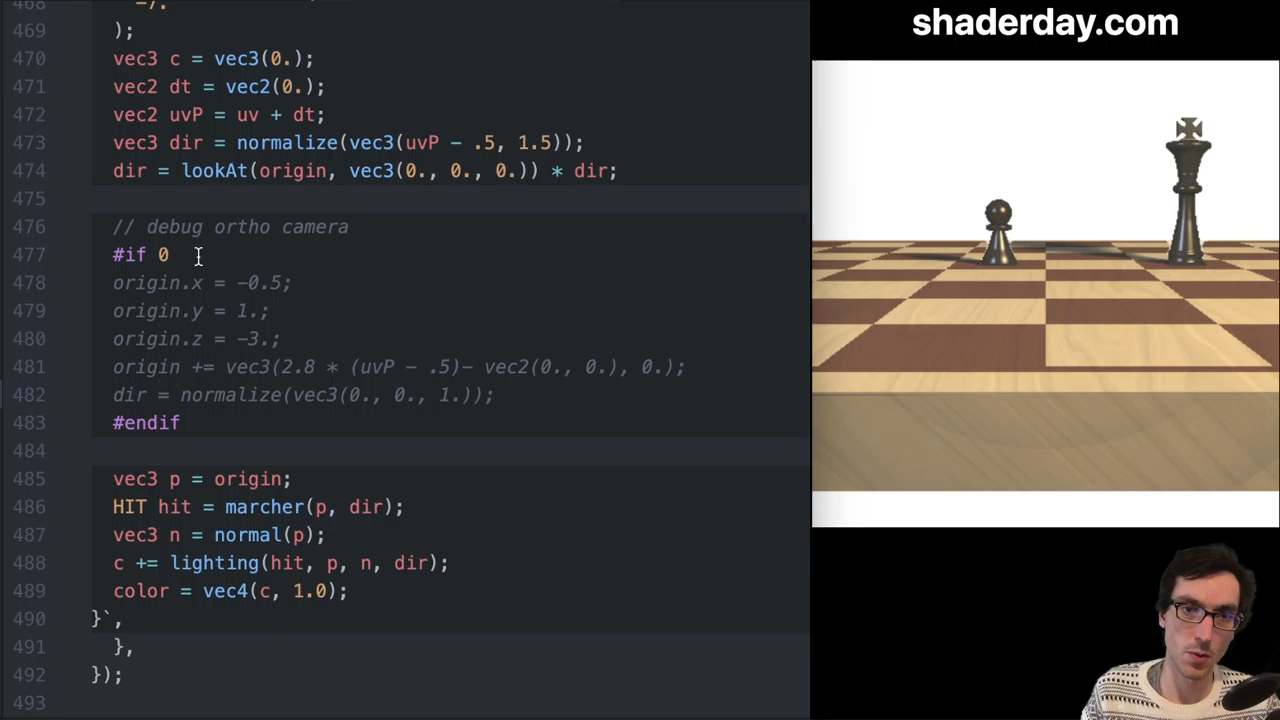 468     -7.
469   );
470   vec3 c = vec3(0.);
471   vec2 dt = vec2(0.);
472   vec2 uvP = uv + dt;
473   vec3 dir = normalize(vec3(uvP - .5, 1.5));
474   dir = lookAt(origin, vec3(0., 0., 0.)) * dir;
475
476   // debug ortho camera
477   #if 0
478   origin.x = -0.5;
479   origin.y = 1.;
480   origin.z = -3.;
481   origin += vec3(2.8 * (uvP - .5)- vec2(0., 0.), 0.);
482   dir = normalize(vec3(0., 0., 1.));
483   #endif
484
485   vec3 p = origin;
486   HIT hit = marcher(p, dir);
487   vec3 n = normal(p);
488   c += lighting(hit, p, n, dir);
489   color = vec4(c, 1.0);
490 }`,
491   },
492 });
493
shaderday.com